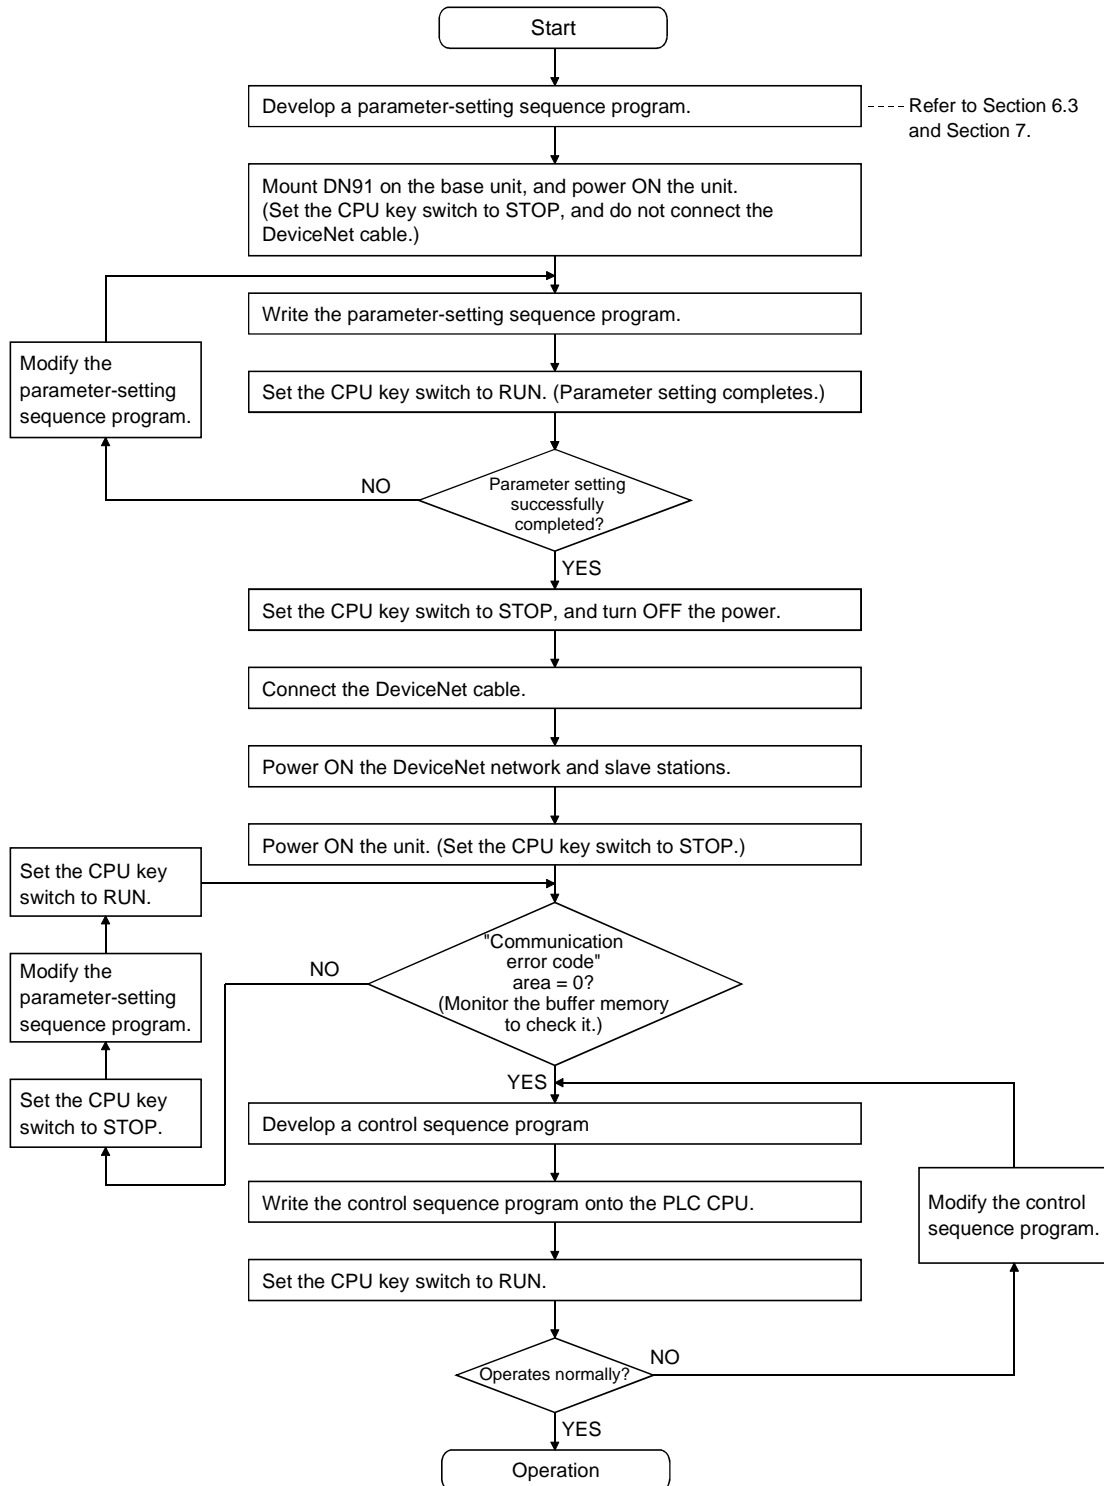 Start
Develop a parameter-setting sequence program.
Refer to Section 6.3
and Section 7.
Mount DN91 on the base unit, and power ON the unit.
(Set the CPU key switch to STOP, and do not connect the
DeviceNet cable.)
Write the parameter-setting sequence program.
Modify the
parameter-setting
sequence program.
Set the CPU key switch to RUN. (Parameter setting completes.)
NO
Parameter setting
successfully
completed?
YES
Set the CPU key switch to STOP, and turn OFF the power.
Connect the DeviceNet cable.
Power ON the DeviceNet network and slave stations.
Power ON the unit. (Set the CPU key switch to STOP.)
Set the CPU key
switch to RUN.
"Communication
error code"
area = 0?
(Monitor the buffer memory
to check it.)
NO
Modify the
parameter-setting
sequence program.
YES
Set the CPU key
switch to STOP.
Develop a control sequence program
Write the control sequence program onto the PLC CPU.
Modify the control
sequence program.
Set the CPU key switch to RUN.
Operates normally?
NO
YES
Operation